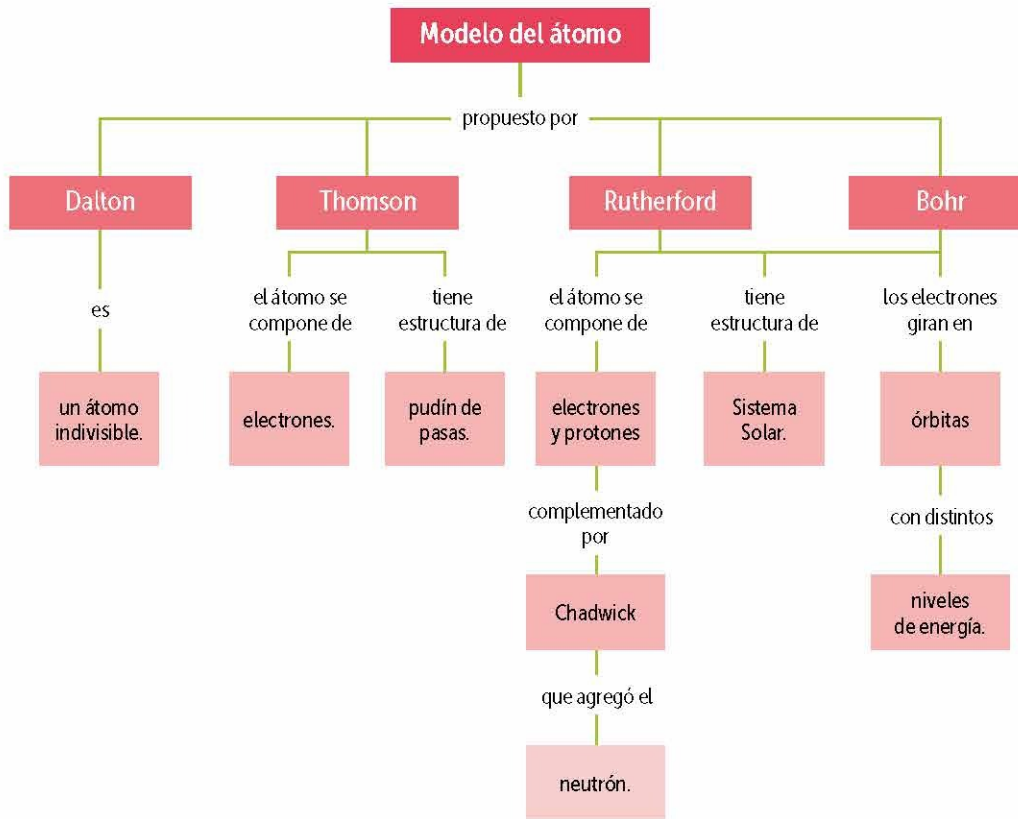 Modelo del átomo
propuesto por
Dalton
Thomson
Rutherford
Bohr
es
el átomo se
compone de
tiene
estructura de
el átomo se
compone de
tiene
estructura de
los electrones
giran en
un átomo
indivisible.
electrones.
pudín de
pasas.
electrones
y protones
Sistema
Solar.
órbitas
complementado
por
con distintos
Chadwick
niveles
de energía.
que agregó el
neutrón.